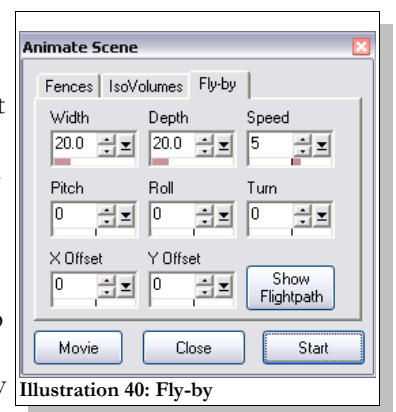 Animate Scene
Fences IsoVolumes Fly-by
Width Depth Speed
20.0 20.0 5
Pitch Roll Turn
0 0 0
X Offset Y Offset
0 0 Show Flightpath
Movie Close Start
Illustration 40: Fly-by